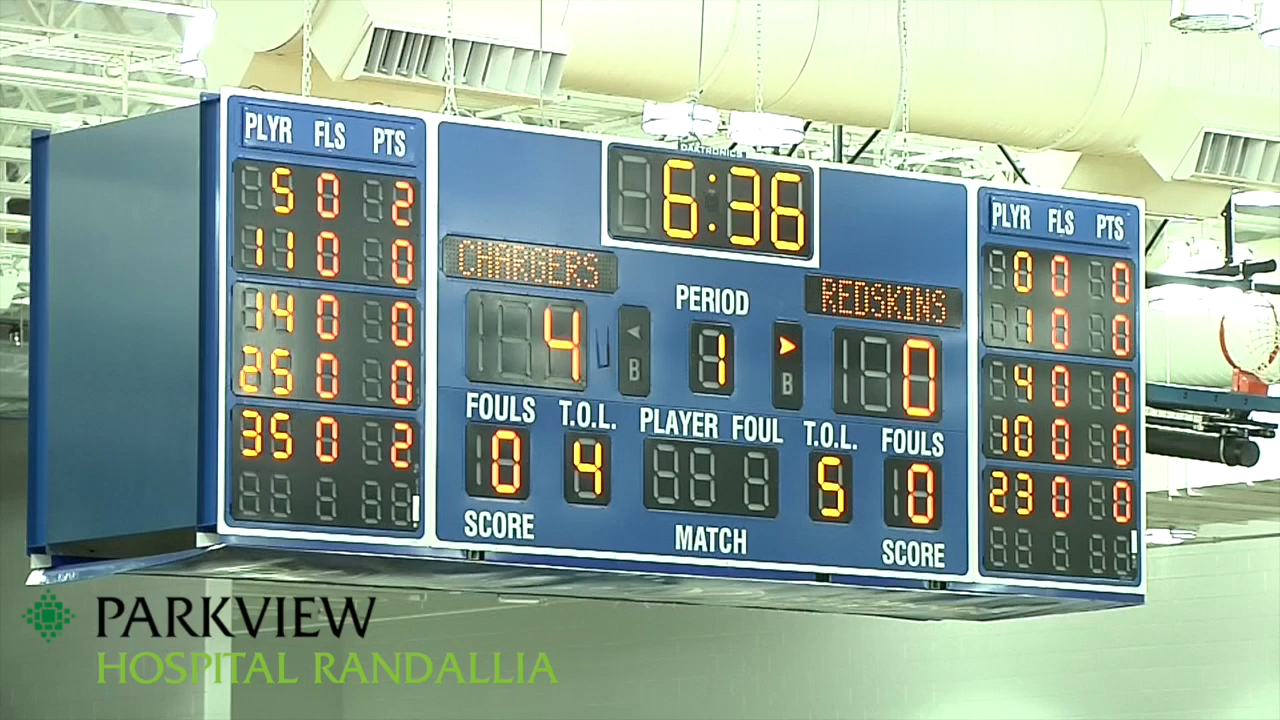 DAKTRONICS
PLYR FLS PTS
5 0 2
11 0 0
14 0 0
25 0 0
35 0 2
6:36
CHARGERS
REDSKINS
PERIOD
4
B
1
B
0
FOULS T.O.L. PLAYER FOUL T.O.L. FOULS
0 4 5 0
SCORE MATCH SCORE
PLYR FLS PTS
0 0 0
1 0 0
4 0 0
10 0 0
23 0 0
PARKVIEW
HOSPITAL RANDALLIA